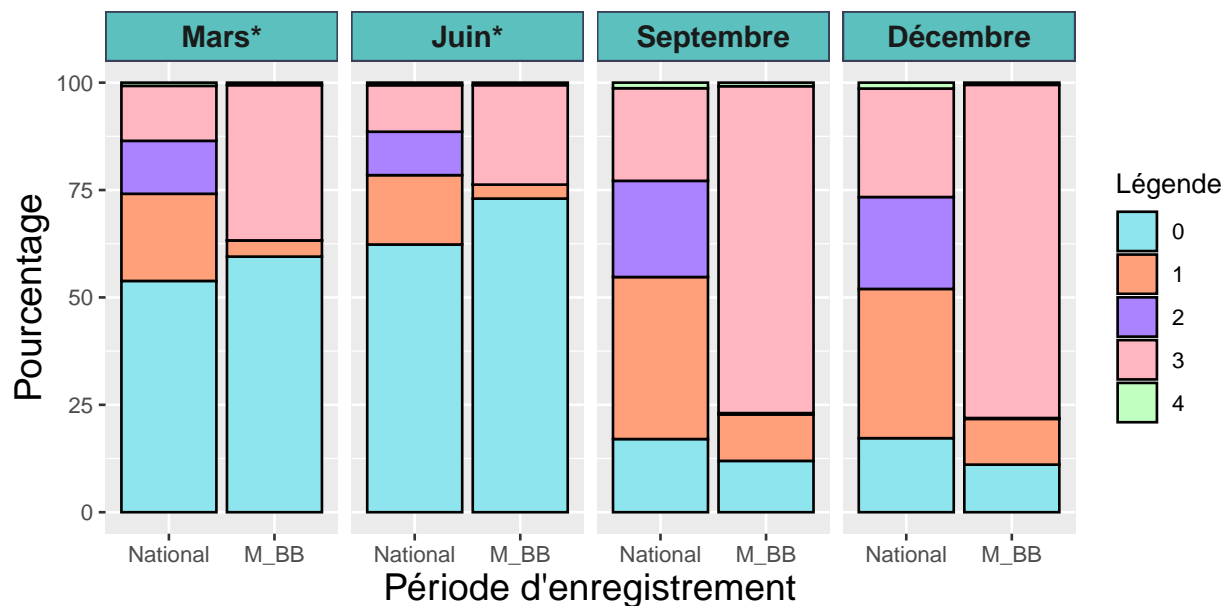 Mars* Juin* Septembre Décembre
Pourcentage
100
75
50
25
0
National M_BB National M_BB National M_BB National M_BB
Période d'enregistrement
Légende
0
1
2
3
4